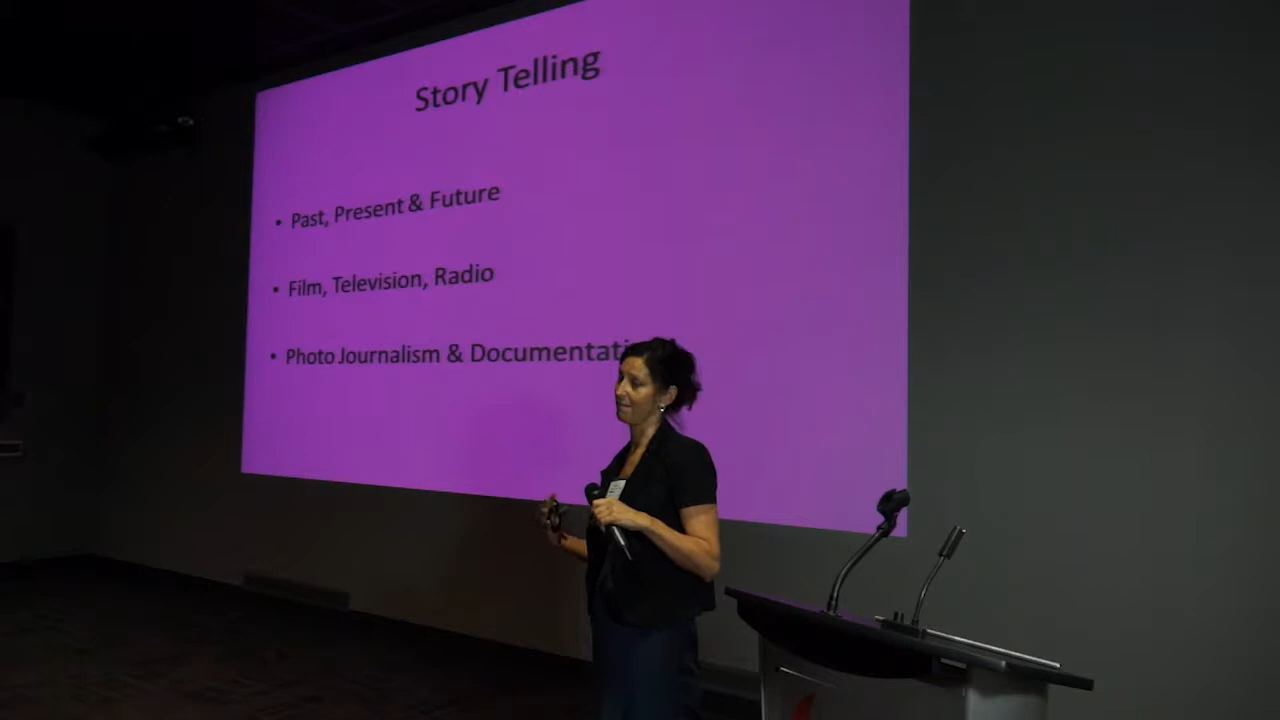 Story Telling
• Past, Present & Future
• Film, Television, Radio
• Photo Journalism & Documentati